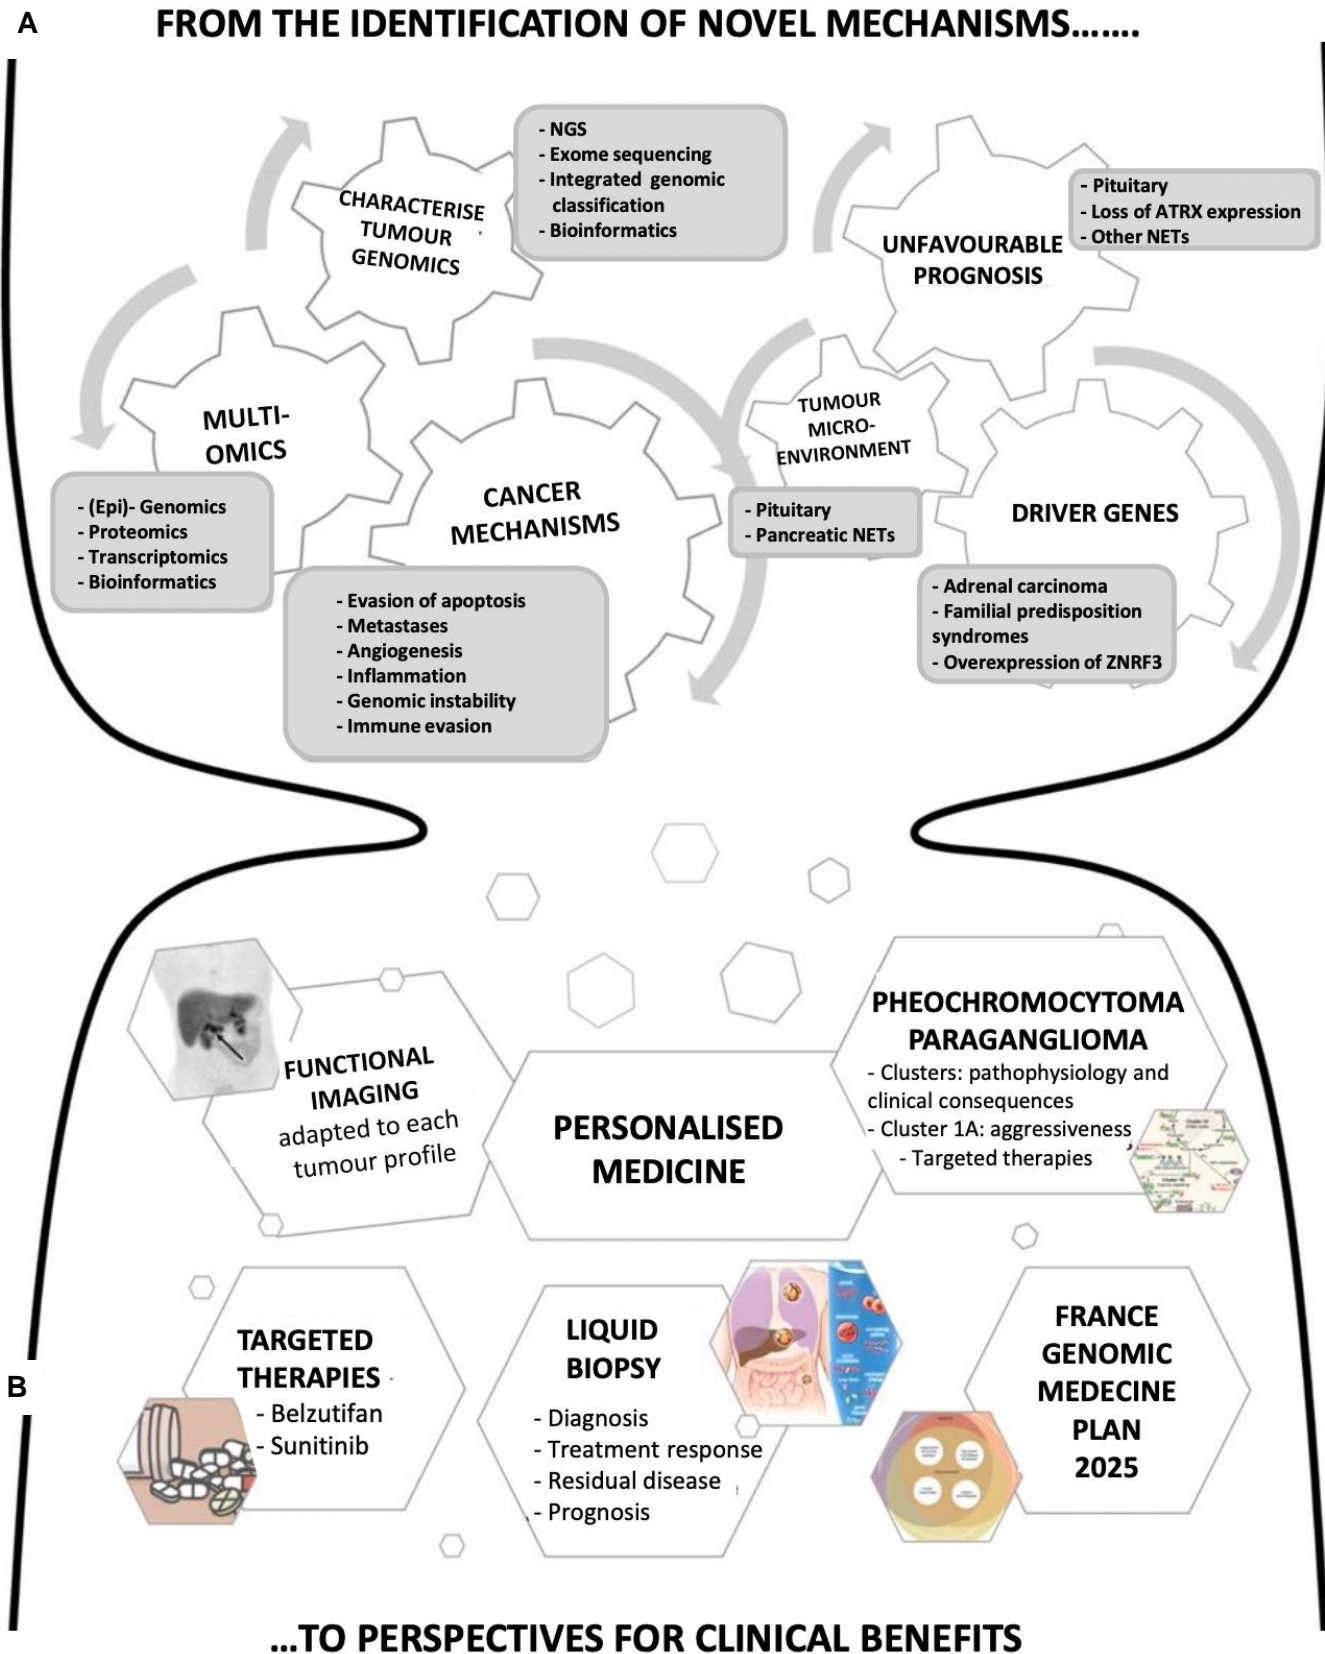 A
FROM THE IDENTIFICATION OF NOVEL MECHANISMS.......
CHARACTERISE
TUMOUR
GENOMICS
- NGS
- Exome sequencing
- Integrated genomic
classification
- Bioinformatics
UNFAVOURABLE
PROGNOSIS
- Pituitary
- Loss of ATRX expression
- Other NETs
MULTI-
OMICS
- (Epi)- Genomics
- Proteomics
- Transcriptomics
- Bioinformatics
CANCER
MECHANISMS
- Evasion of apoptosis
- Metastases
- Angiogenesis
- Inflammation
- Genomic instability
- Immune evasion
TUMOUR
MICRO-
ENVIRONMENT
- Pituitary
- Pancreatic NETs
DRIVER GENES
- Adrenal carcinoma
- Familial predisposition
syndromes
- Overexpression of ZNRF3
FUNCTIONAL
IMAGING
adapted to each
tumour profile
PERSONALISED
MEDICINE
PHEOCHROMOCYTOMA
PARAGANGLIOMA
- Clusters: pathophysiology and
clinical consequences
- Cluster 1A: aggressiveness
- Targeted therapies
B
TARGETED
THERAPIES
- Belzutifan
- Sunitinib
LIQUID
BIOPSY
- Diagnosis
- Treatment response
- Residual disease
- Prognosis
FRANCE
GENOMIC
MEDECINE
PLAN
2025
...TO PERSPECTIVES FOR CLINICAL BENEFITS